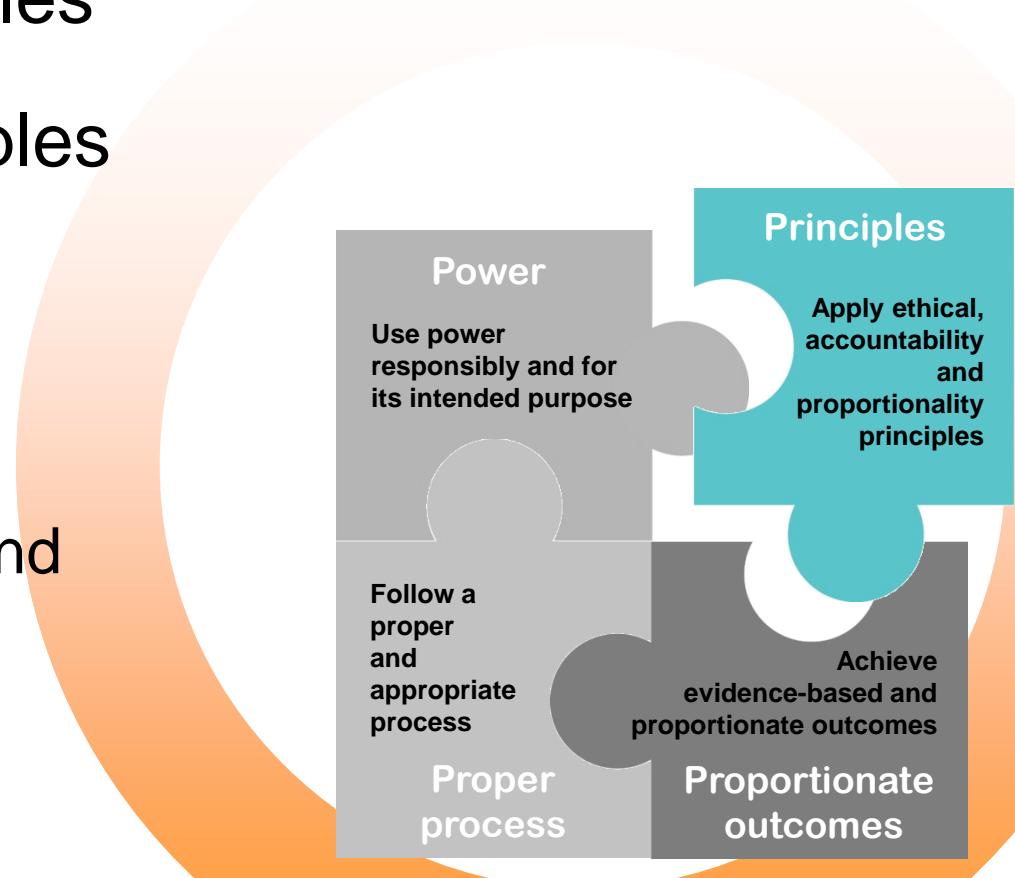 Power
Use power
responsibly and for
its intended purpose
Principles
Apply ethical,
accountability
and
proportionality
principles
Follow a
proper
and
appropriate
process
Proper
process
Achieve
evidence-based and
proportionate outcomes
Proportionate
outcomes